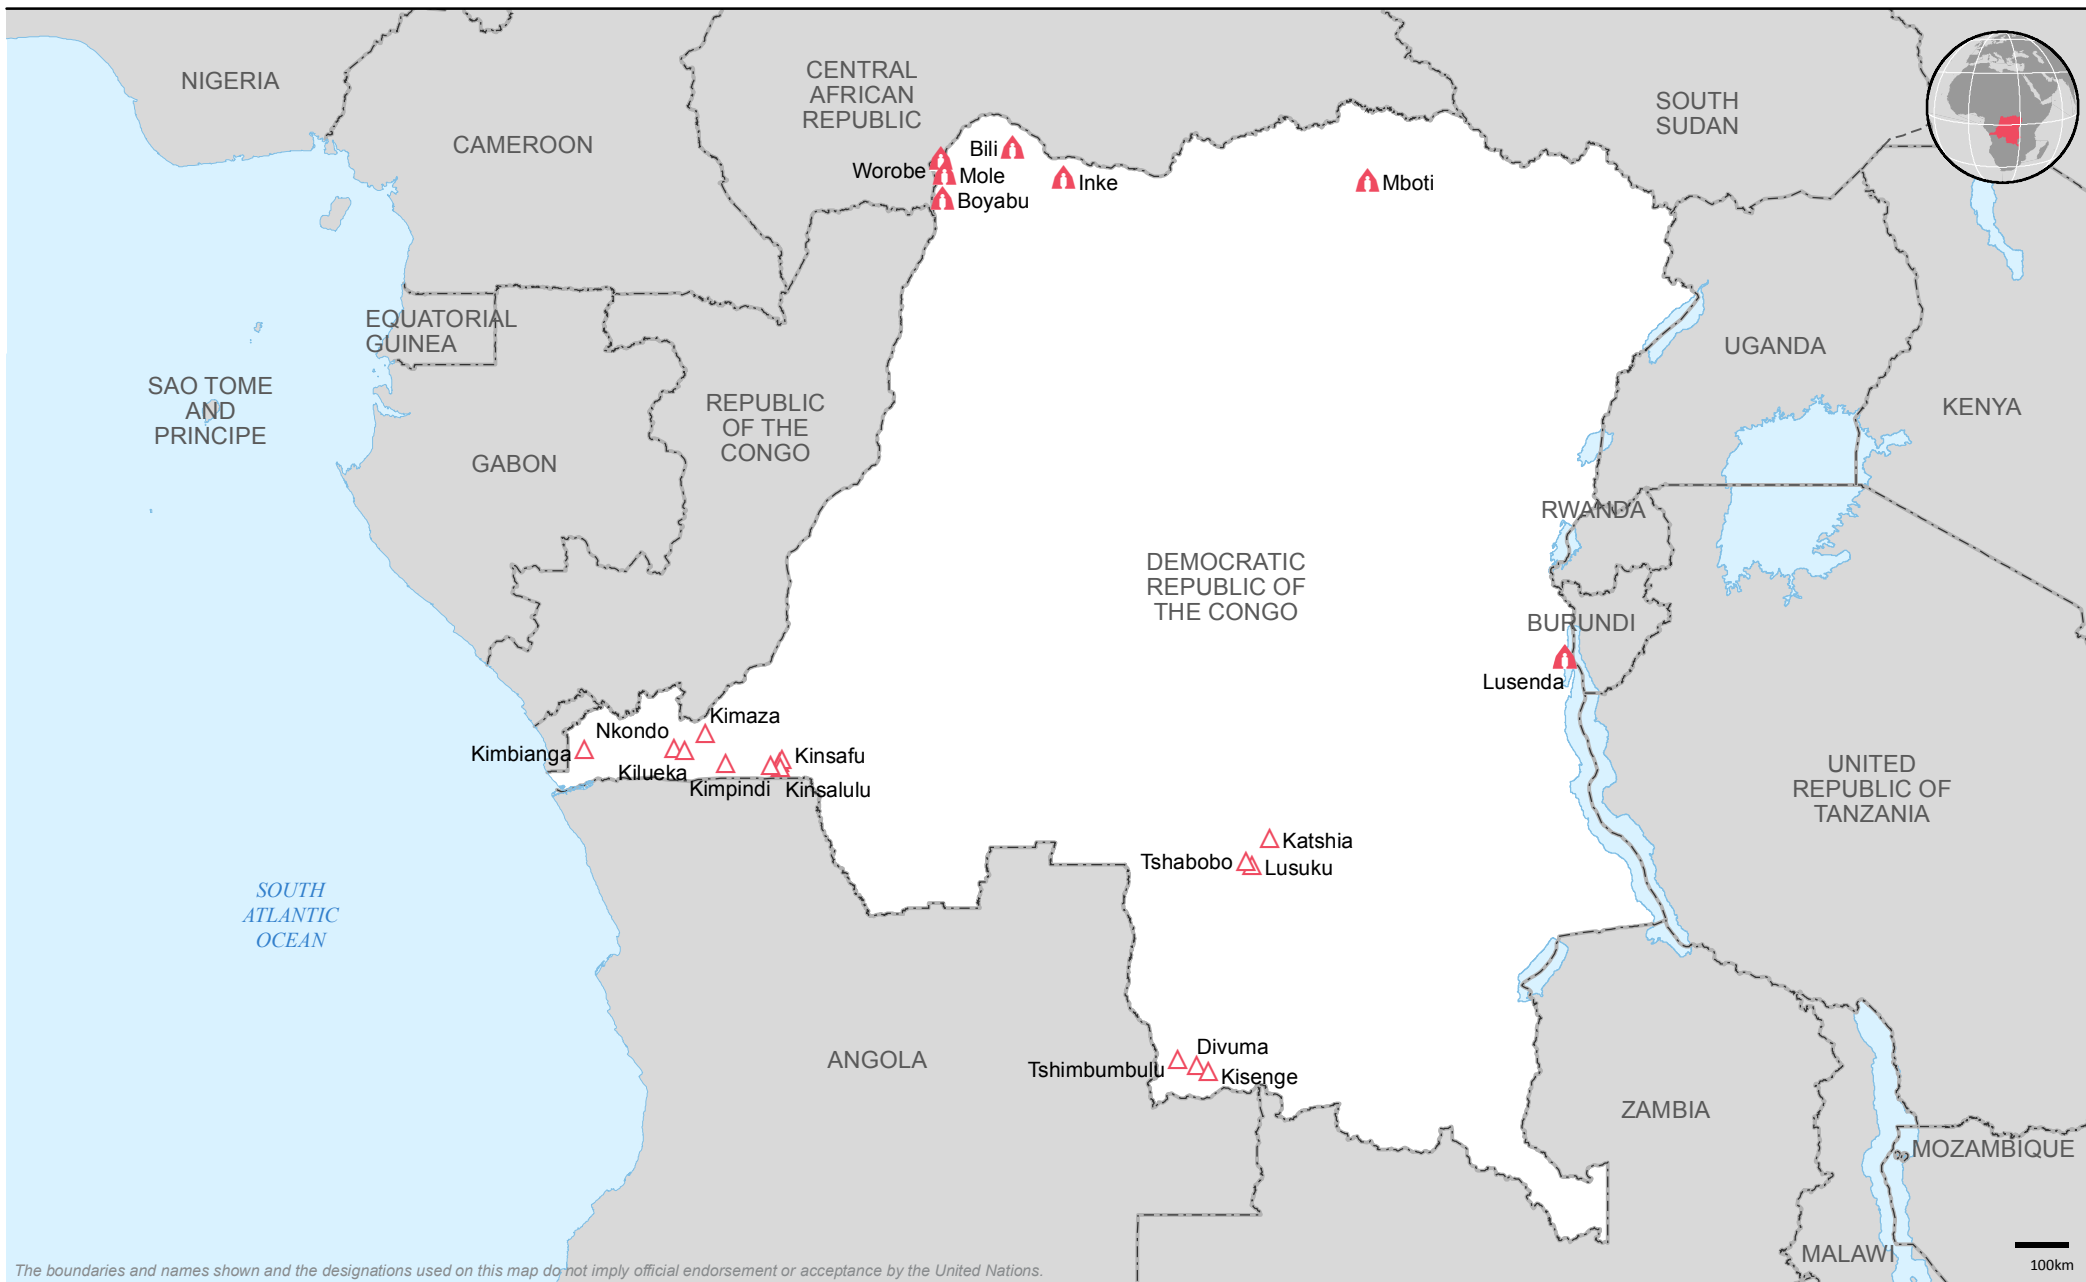 NIGERIA
CAMEROON
CENTRAL
AFRICAN
REPUBLIC
SOUTH
SUDAN
Bili
Worobe
Mole
Inke
Mboti
Boyabu
EQUATORIAL
GUINEA
SAO TOME
AND
PRINCIPE
GABON
REPUBLIC
OF THE
CONGO
UGANDA
KENYA
RWANDA
DEMOCRATIC
REPUBLIC OF
THE CONGO
BURUNDI
Lusenda
Kimaza
Nkondo
Kimbianga
Kinsafu
Kilueka
Kimpindi
Kinsalulu
UNITED
REPUBLIC OF
TANZANIA
Katshia
Tshabobo
Lusuku
SOUTH
ATLANTIC
OCEAN
ANGOLA
Divuma
Tshimbumbulu
Kisenge
ZAMBIA
MOZAMBIQUE
MALAWI
100km
The boundaries and names shown and the designations used on this map do not imply official endorsement or acceptance by the United Nations.